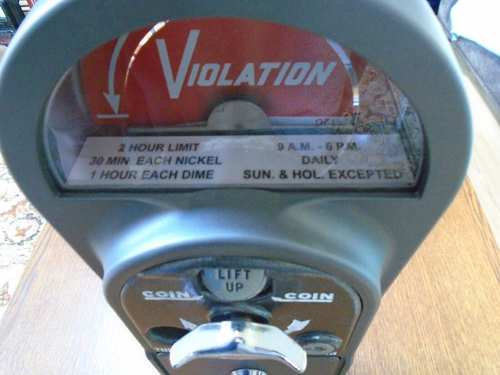 VIOLATION
2 HOUR LIMIT 9 A.M. - 6 P.M.
30 MIN. EACH NICKEL DAILY
1 HOUR EACH DIME SUN. & HOL. EXCEPTED
LIFT
UP
COIN COIN